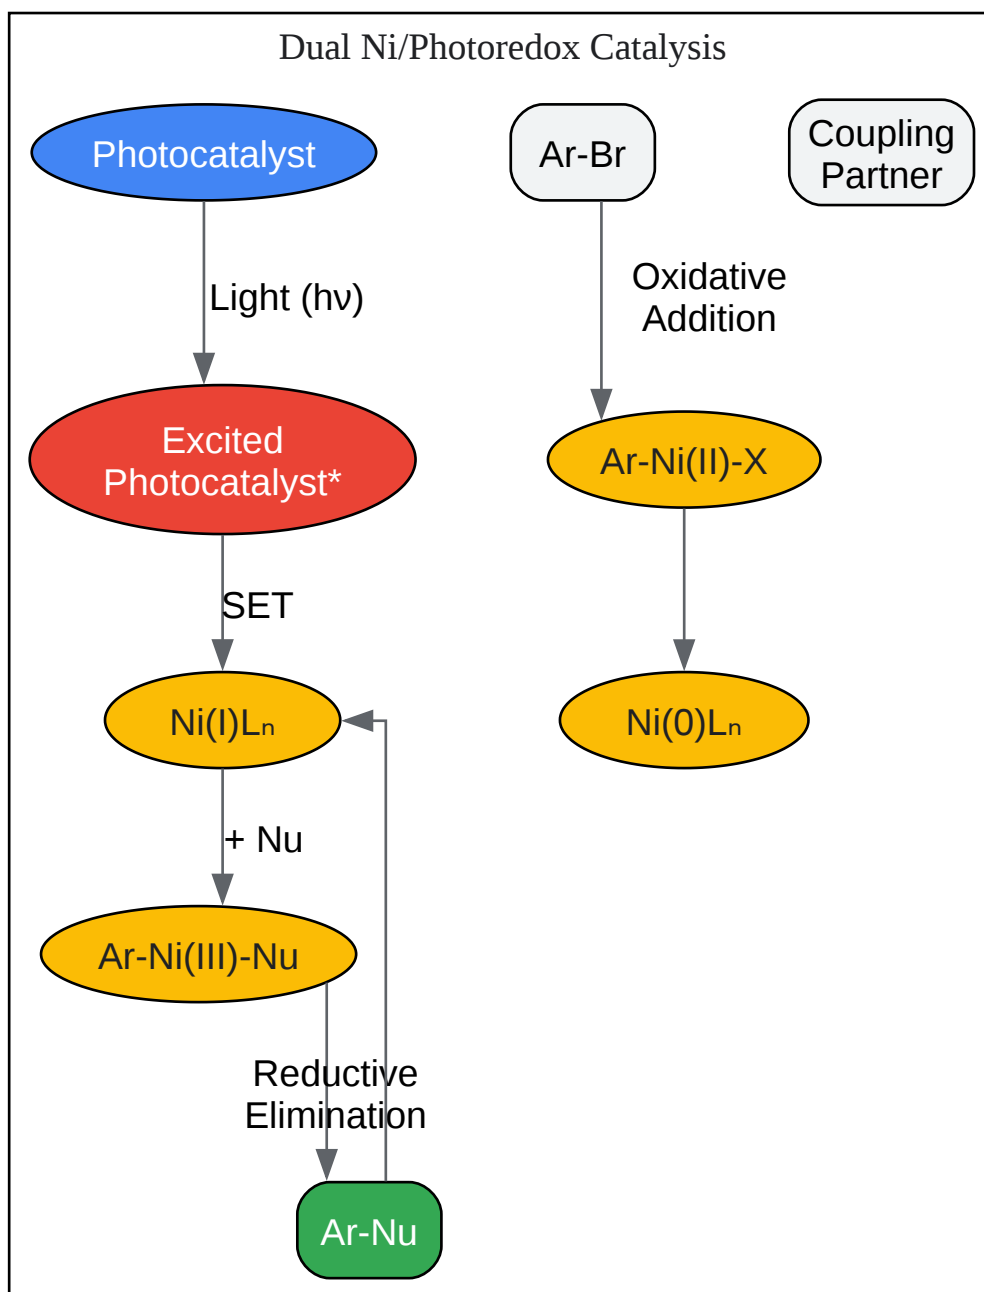 Dual Ni/Photoredox Catalysis
Photocatalyst
Ar-Br
Coupling
Partner
Light (hν)
Oxidative
Addition
Excited
Photocatalyst*
Ar-Ni(II)-X
SET
Ni(I)Lₙ
Ni(0)Lₙ
+ Nu
Ar-Ni(III)-Nu
Reductive
Elimination
Ar-Nu